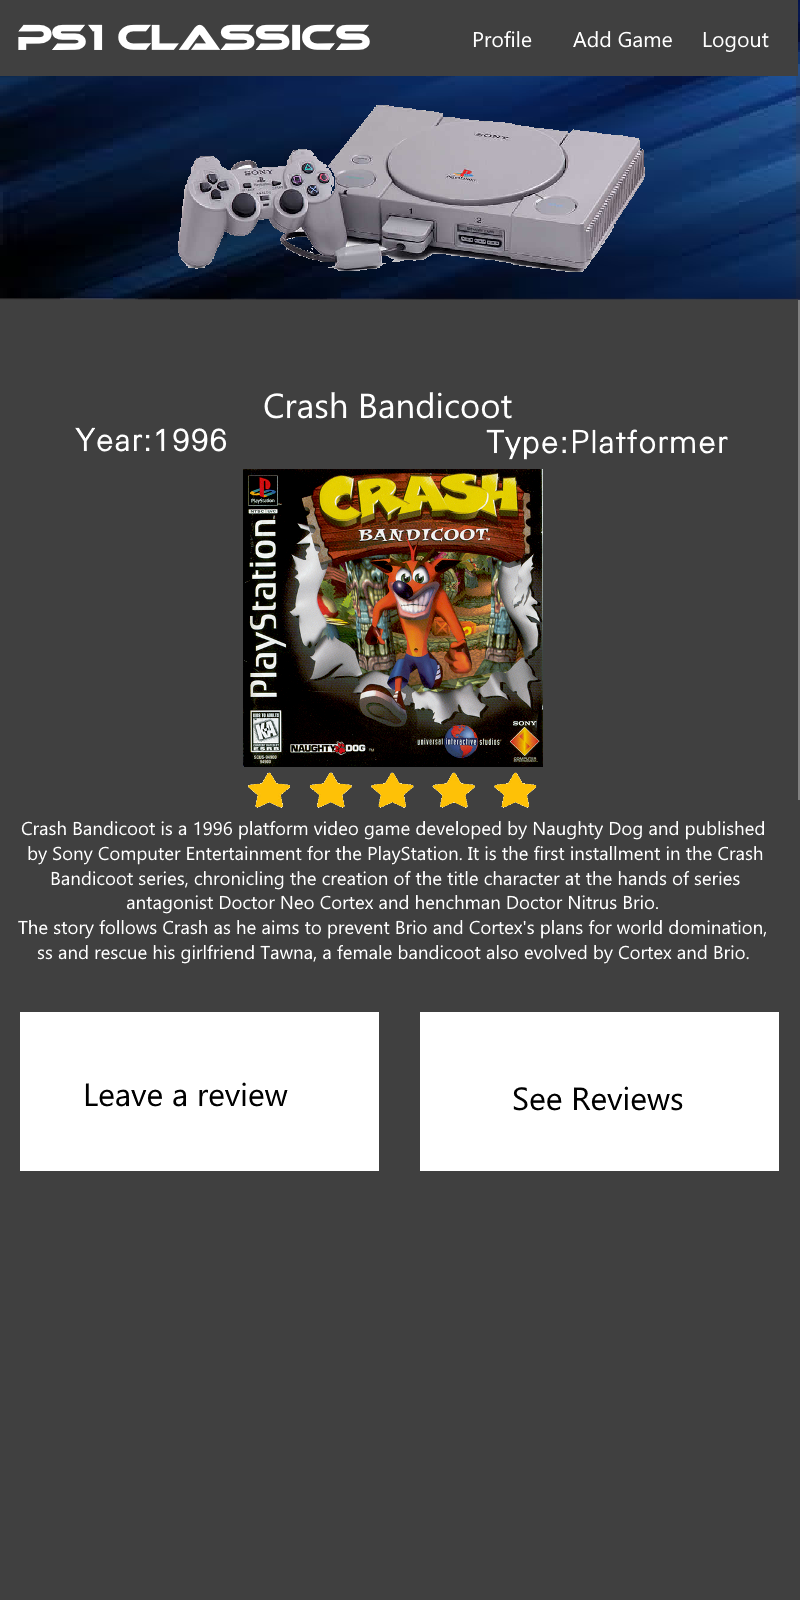 PS1 CLASSICS
Profile
Add Game
Logout
SONY
SONY
1
2
Crash Bandicoot
Year:1996
Type:Platformer
PlayStation
CRASH
BANDICOOT
PlayStation
K-A
NAUGHTY DOG
universal interactive studios
SONY
Crash Bandicoot is a 1996 platform video game developed by Naughty Dog and published
by Sony Computer Entertainment for the PlayStation. It is the first installment in the Crash
Bandicoot series, chronicling the creation of the title character at the hands of series
antagonist Doctor Neo Cortex and henchman Doctor Nitrus Brio.
The story follows Crash as he aims to prevent Brio and Cortex's plans for world domination,
ss and rescue his girlfriend Tawna, a female bandicoot also evolved by Cortex and Brio.
Leave a review
See Reviews